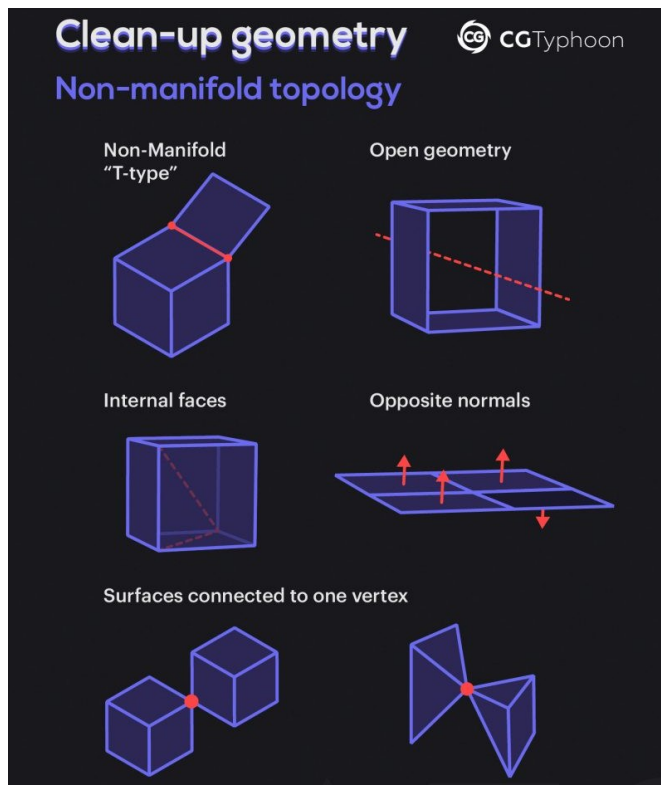 Clean-up geometry
CG CGTyphoon
Non-manifold topology
Non-Manifold
“T-type”
Open geometry
Internal faces
Opposite normals
Surfaces connected to one vertex